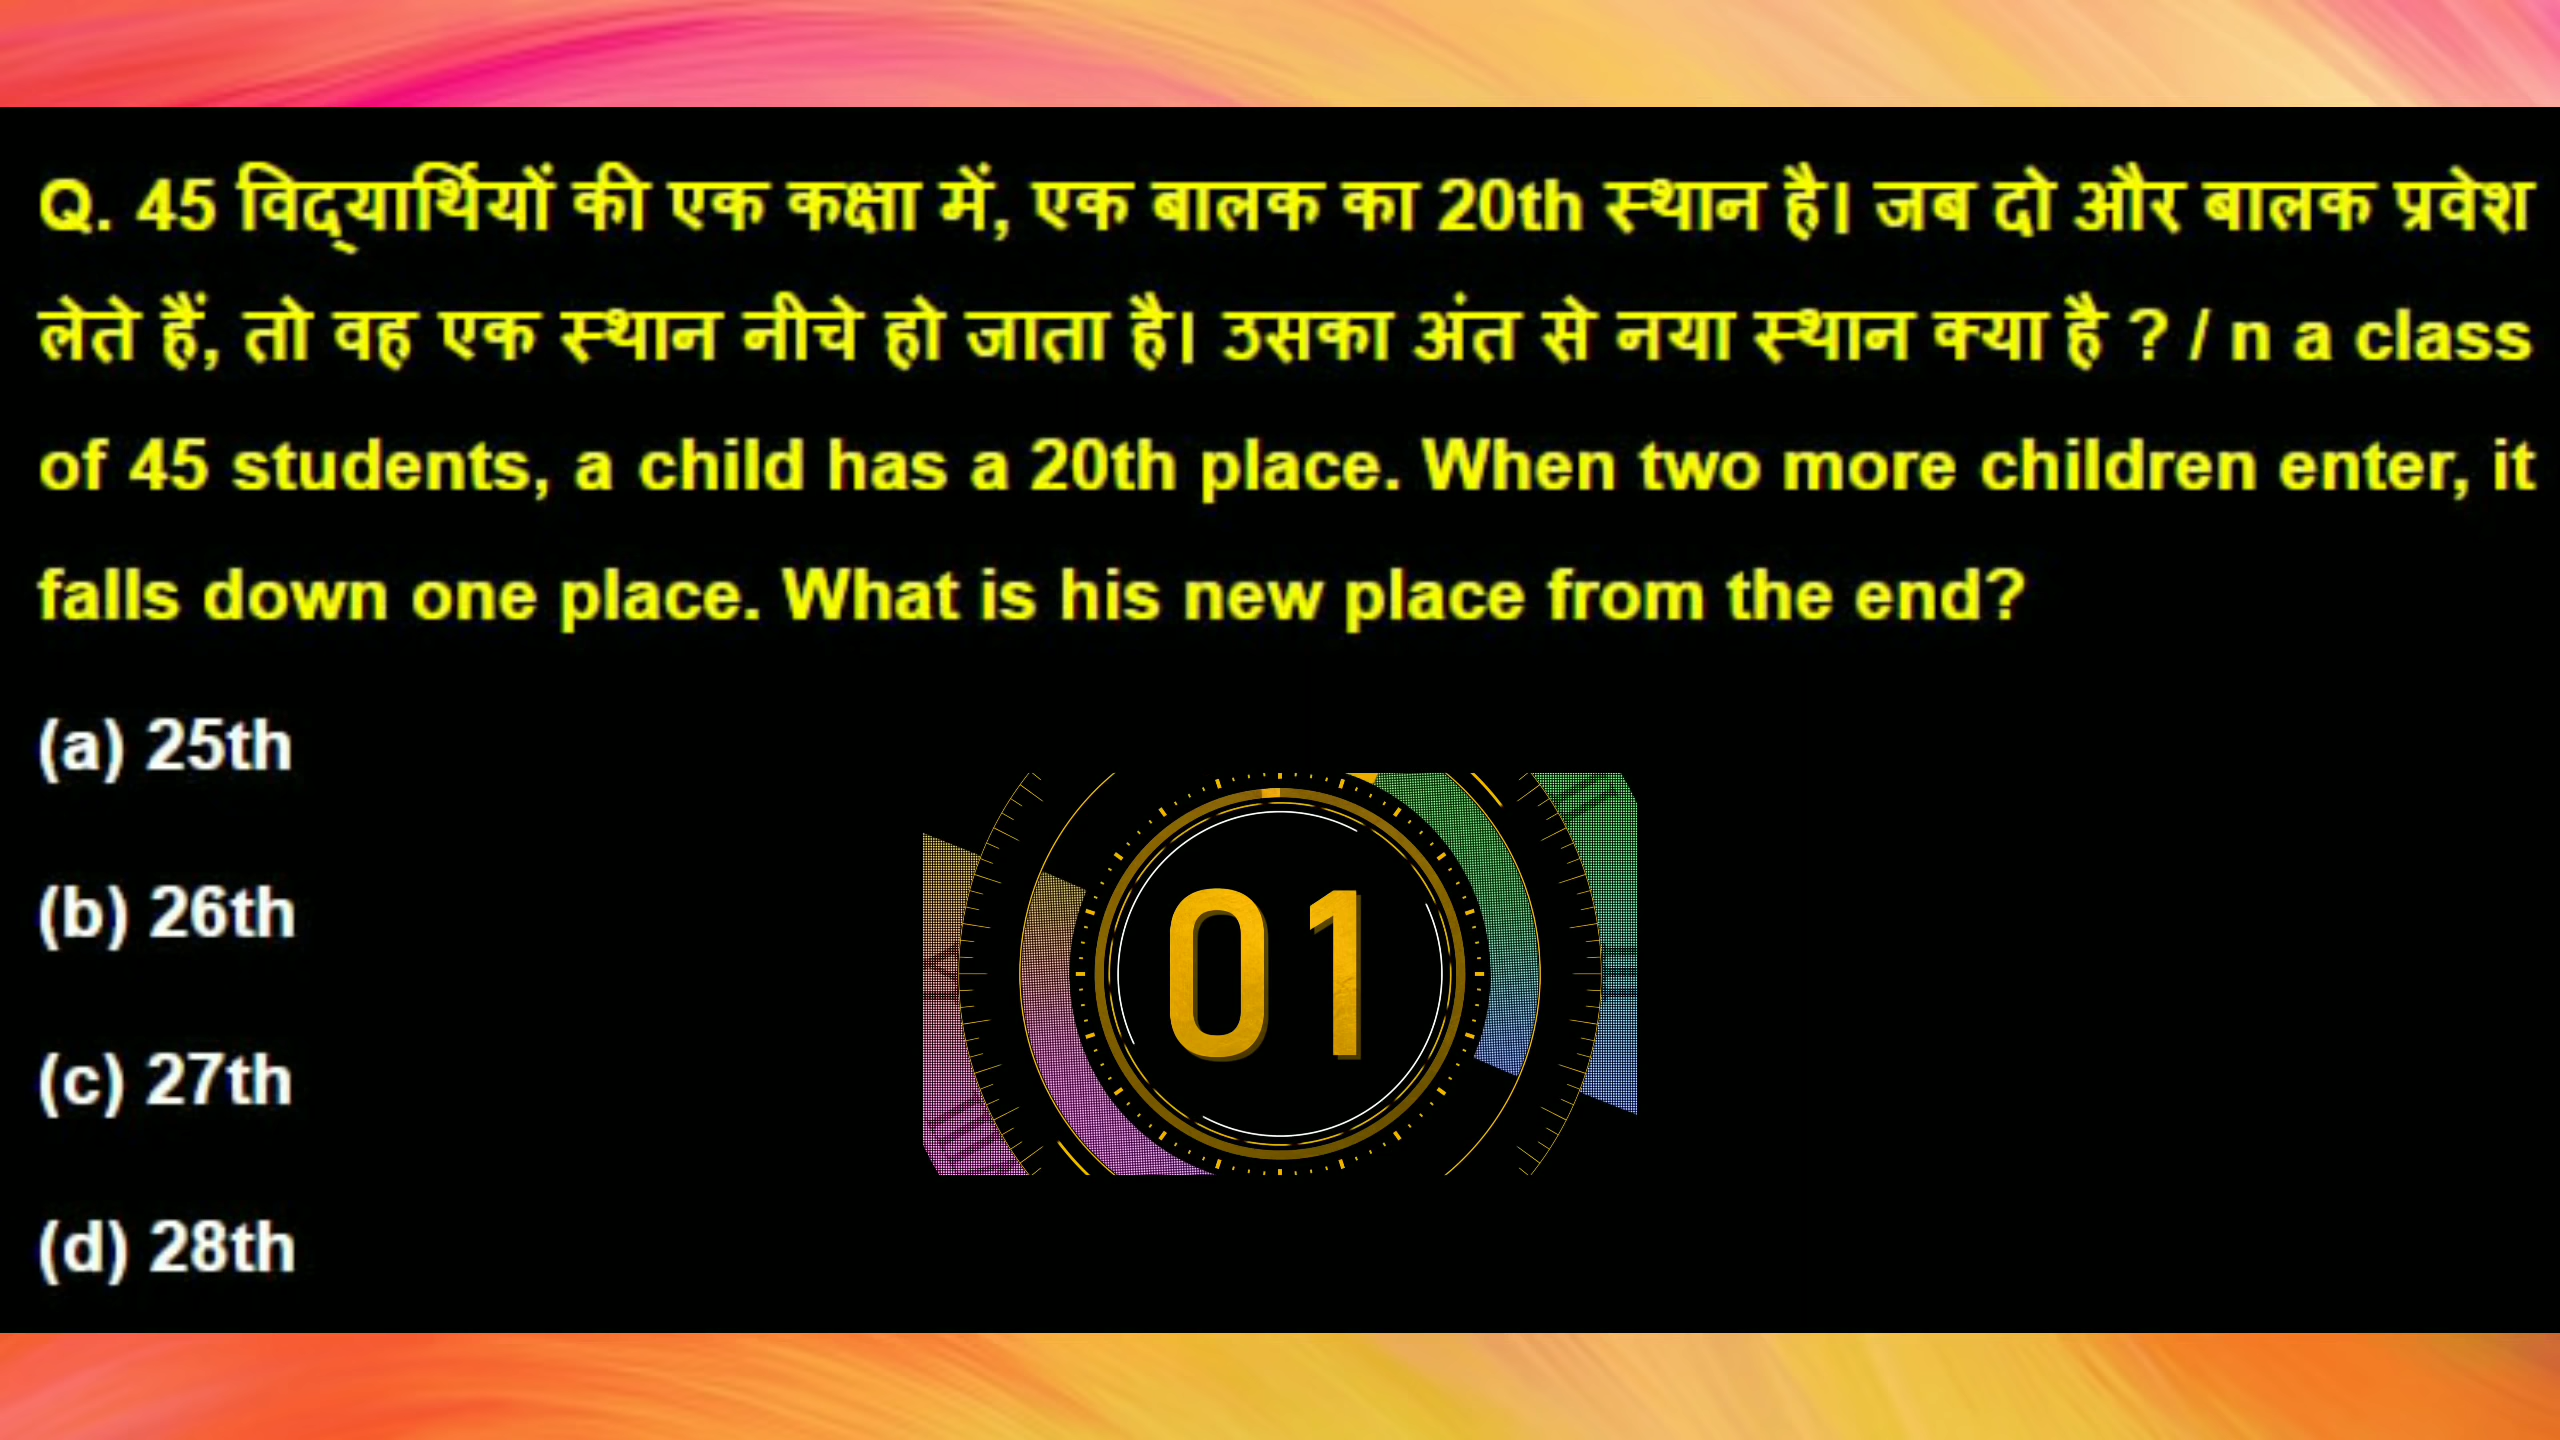 Q. 45 विद्यार्थियों की एक कक्षा में, एक बालक का 20th स्थान है। जब दो और बालक प्रवेश
लेते हैं, तो वह एक स्थान नीचे हो जाता है। उसका अंत से नया स्थान क्या है ? / n a class
of 45 students, a child has a 20th place. When two more children enter, it
falls down one place. What is his new place from the end?
(a) 25th
(b) 26th
01
(c) 27th
(d) 28th